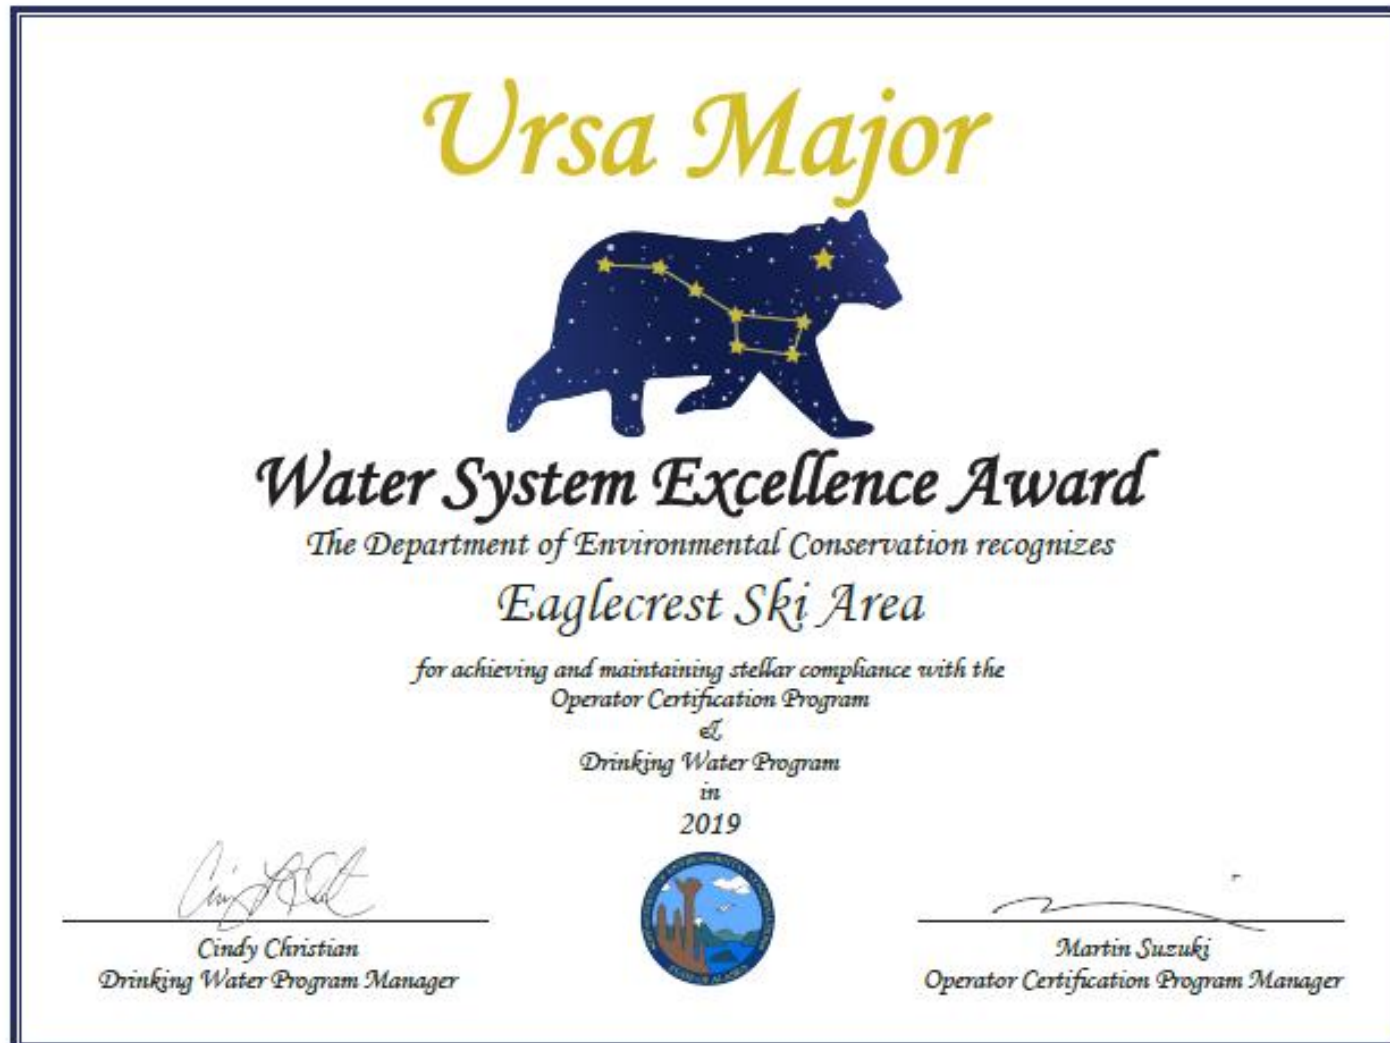 Ursa Major
Water System Excellence Award
The Department of Environmental Conservation recognizes
Eaglecrest Ski Area
for achieving and maintaining stellar compliance with the
Operator Certification Program
&
Drinking Water Program
in
2019
Cindy Christian
Drinking Water Program Manager
Martin Suzuki
Operator Certification Program Manager